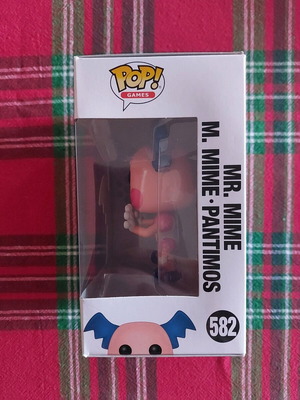 POP!
GAMES
MR. MIME
M. MIME • PANTIMOS
582